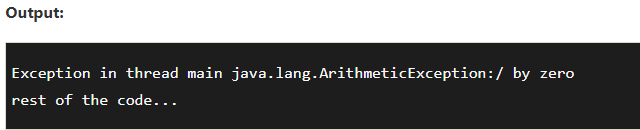 Output:
Exception in thread main java.lang.ArithmeticException:/ by zero
rest of the code...